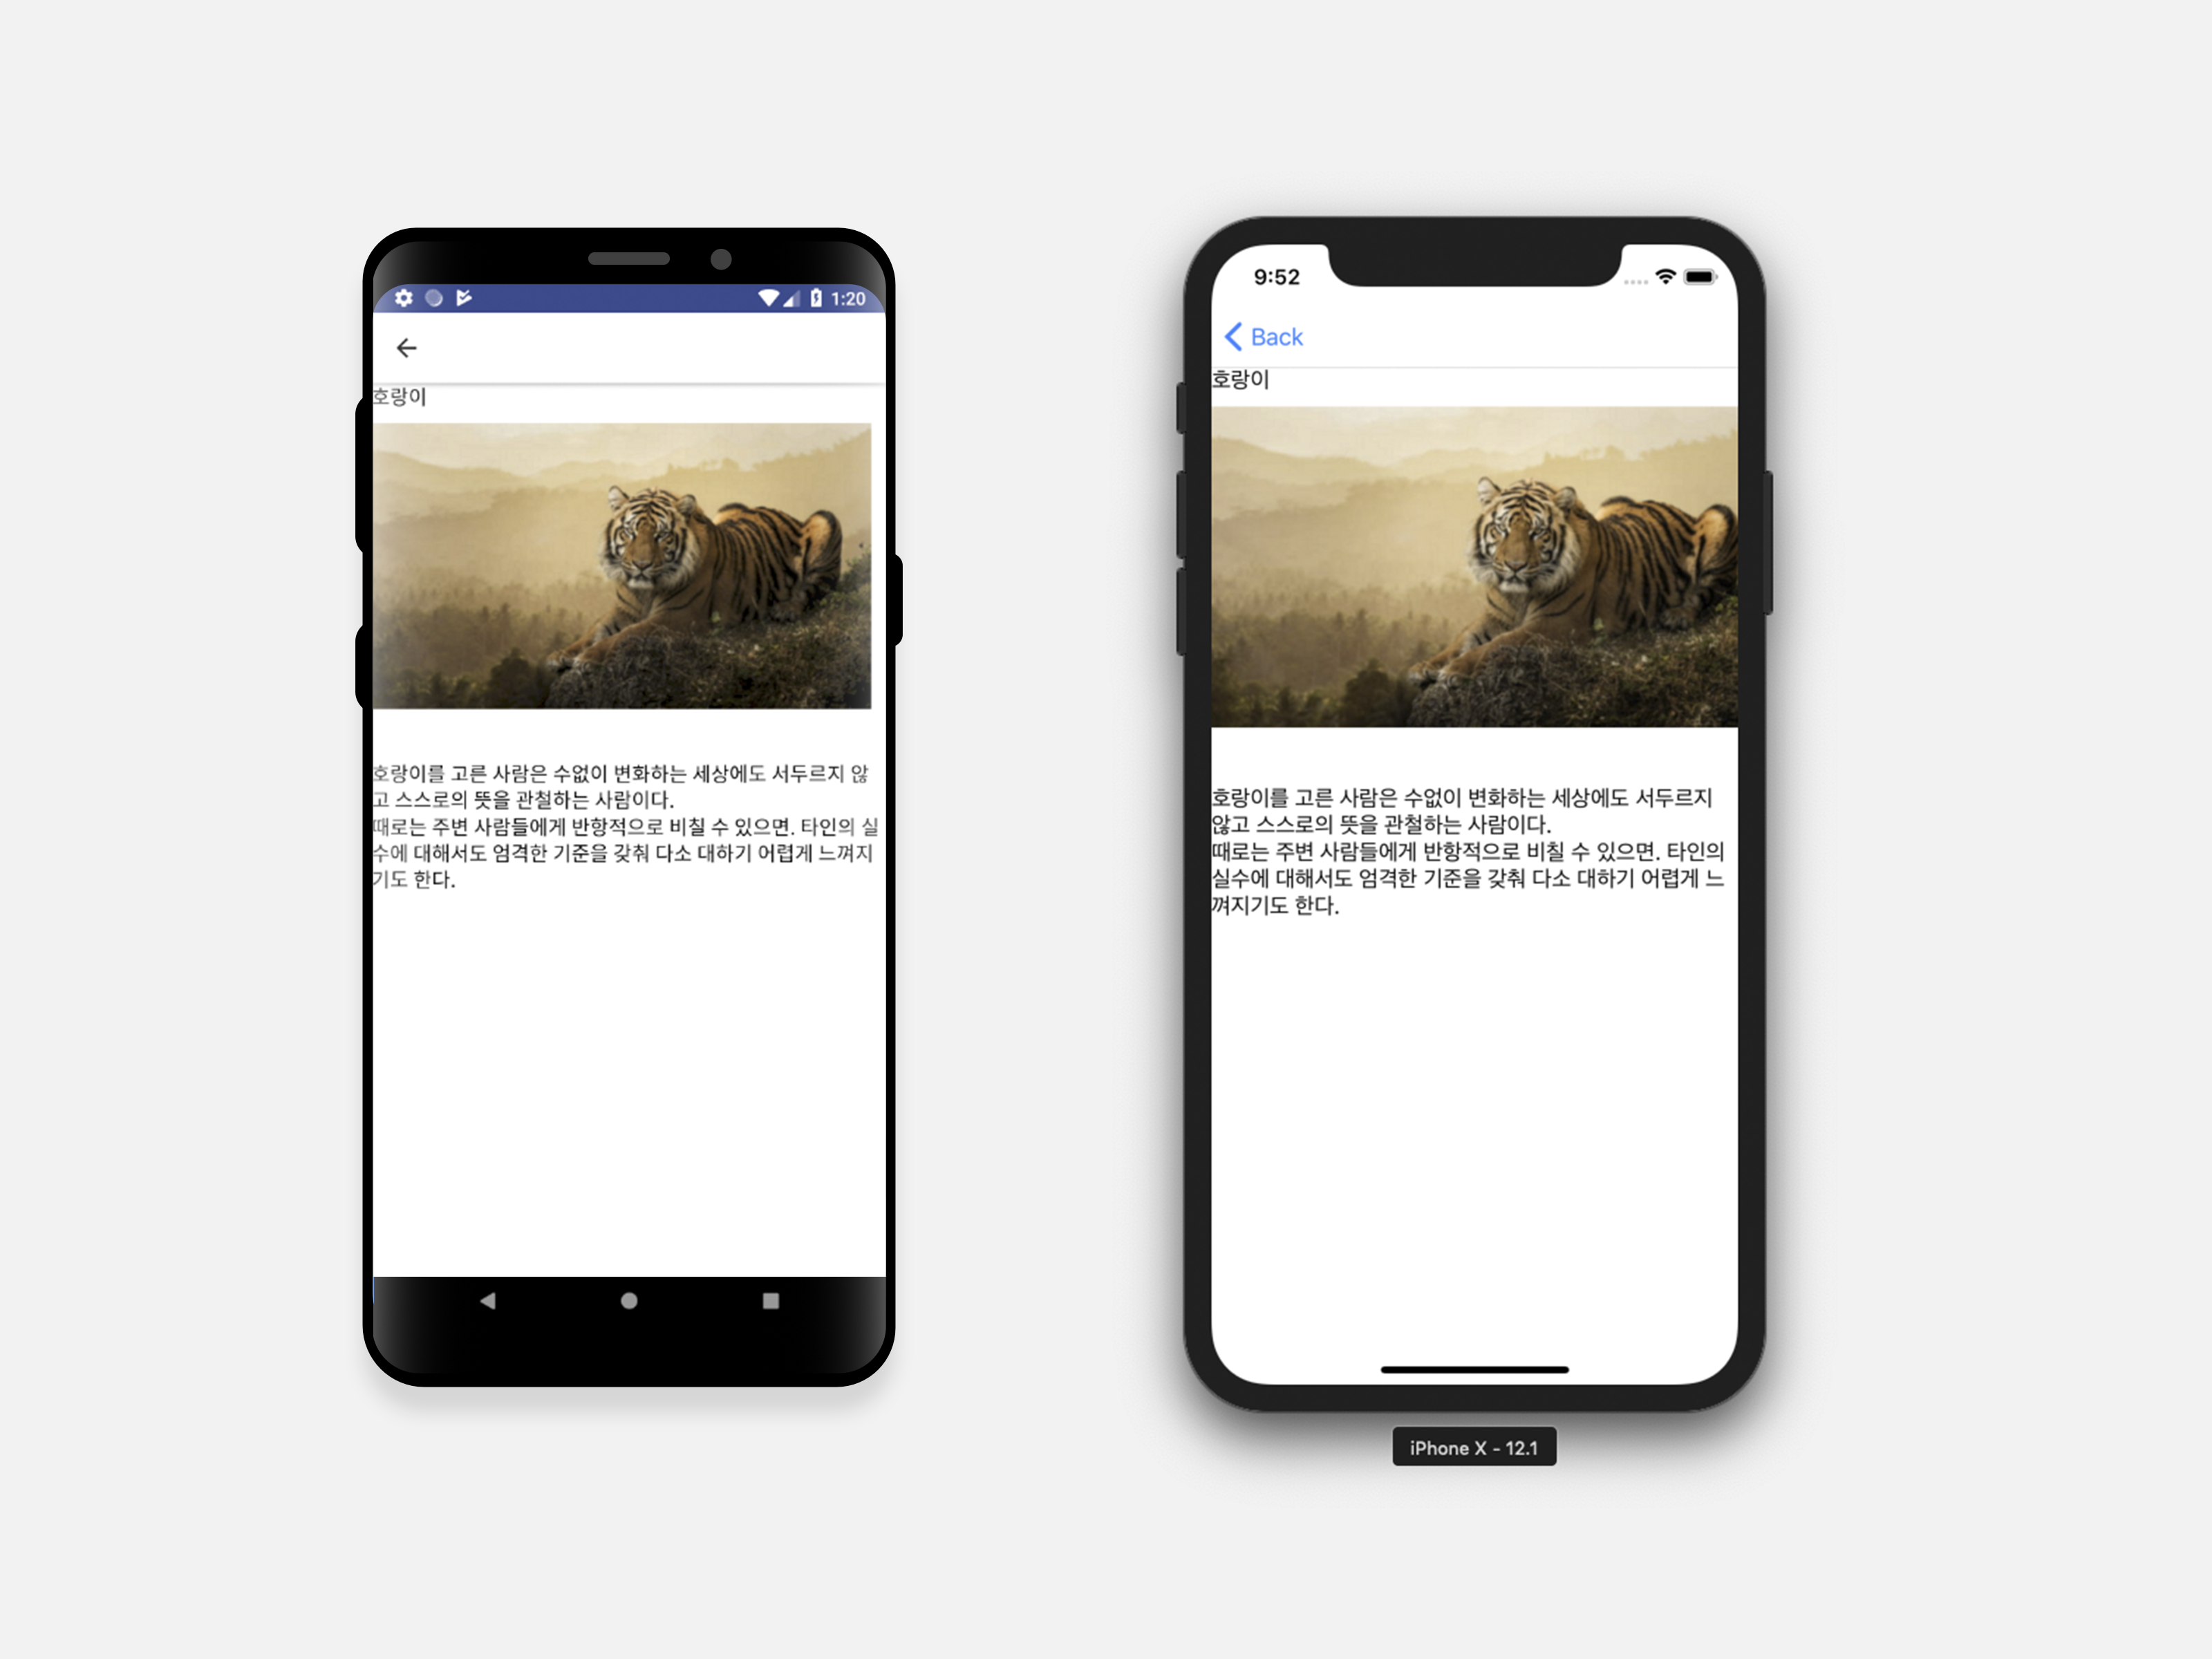 1:20
호랑이
호랑이를 고른 사람은 수없이 변화하는 세상에도 서두르지 않
고 스스로의 뜻을 관철하는 사람이다.
때로는 주변 사람들에게 반항적으로 비칠 수 있으면. 타인의 실
수에 대해서도 엄격한 기준을 갖춰 다소 대하기 어렵게 느껴지
기도 한다.
9:52
Back
호랑이
호랑이를 고른 사람은 수없이 변화하는 세상에도 서두르지
않고 스스로의 뜻을 관철하는 사람이다.
때로는 주변 사람들에게 반항적으로 비칠 수 있으면. 타인의
실수에 대해서도 엄격한 기준을 갖춰 다소 대하기 어렵게 느
껴지기도 한다.
iPhone X - 12.1